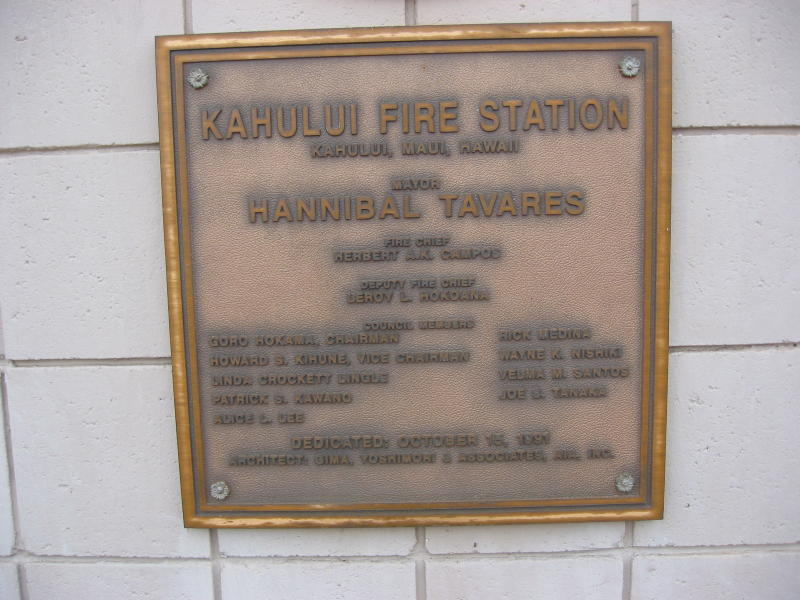 KAHULUI FIRE STATION
KAHULUI, MAUI, HAWAII
MAYOR
HANNIBAL TAVARES
FIRE CHIEF
HERBERT A.K. CAMPOS
DEPUTY FIRE CHIEF
LEROY L. HOKOANA
COUNCIL MEMBERS
GORO HOKAMA, CHAIRMAN
HOWARD S. KIHUNE, VICE CHAIRMAN
LINDA CROCKETT LINGLE
PATRICK S. KAWANO
ALICE L. LEE
RICK MEDINA
WAYNE K. NISHIKI
VELMA M. SANTOS
JOE S. TANAKA
DEDICATED: OCTOBER 15, 1991
ARCHITECT: GIMA, YOSHIMORI & ASSOCIATES, AIA, INC.